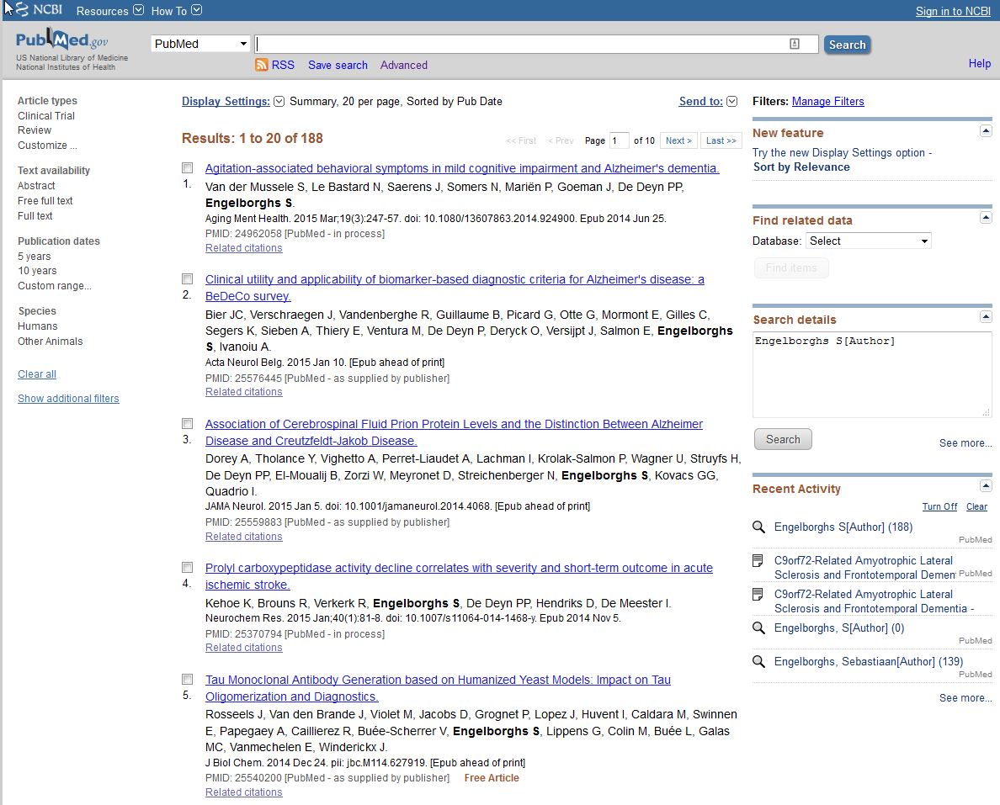 NCBI Resources How To Sign in to NCBI
PubMed.gov
US National Library of Medicine
National Institutes of Health
PubMed
Search
RSS Save search Advanced
Help
Article types
Clinical Trial
Review
Customize ...
Text availability
Abstract
Free full text
Full text
Publication dates
5 years
10 years
Custom range...
Species
Humans
Other Animals
Clear all
Show additional filters
Display Settings: Summary, 20 per page, Sorted by Pub Date Send to:
Results: 1 to 20 of 188
<< First < Prev Page 1 of 10 Next > Last >>
1. Agitation-associated behavioral symptoms in mild cognitive impairment and Alzheimer's dementia.
Van der Mussele S, Le Bastard N, Saerens J, Somers N, Mariën P, Goeman J, De Deyn PP,
Engelborghs S.
Aging Ment Health. 2015 Mar;19(3):247-57. doi: 10.1080/13607863.2014.924900. Epub 2014 Jun 25.
PMID: 24962058 [PubMed - in process]
Related citations
2. Clinical utility and applicability of biomarker-based diagnostic criteria for Alzheimer's disease: a
BeDeCo survey.
Bier JC, Verschraegen J, Vandenberghe R, Guillaume B, Picard G, Otte G, Mormont E, Gilles C,
Segers K, Sieben A, Thiery E, Ventura M, De Deyn P, Deryck O, Versijpt J, Salmon E, Engelborghs
S, Ivanoiu A.
Acta Neurol Belg. 2015 Jan 10. [Epub ahead of print]
PMID: 25576445 [PubMed - as supplied by publisher]
Related citations
3. Association of Cerebrospinal Fluid Prion Protein Levels and the Distinction Between Alzheimer
Disease and Creutzfeldt-Jakob Disease.
Dorey A, Tholance Y, Vighetto A, Perret-Liaudet A, Lachman I, Krolak-Salmon P, Wagner U, Struyfs H,
De Deyn PP, El-Moualij B, Zorzi W, Meyronet D, Streichenberger N, Engelborghs S, Kovacs GG,
Quadrio I.
JAMA Neurol. 2015 Jan 5. doi: 10.1001/jamaneurol.2014.4068. [Epub ahead of print]
PMID: 25559883 [PubMed - as supplied by publisher]
Related citations
4. Prolyl carboxypeptidase activity decline correlates with severity and short-term outcome in acute
ischemic stroke.
Kehoe K, Brouns R, Verkerk R, Engelborghs S, De Deyn PP, Hendriks D, De Meester I.
Neurochem Res. 2015 Jan;40(1):81-8. doi: 10.1007/s11064-014-1468-y. Epub 2014 Nov 5.
PMID: 25370794 [PubMed - in process]
Related citations
5. Tau Monoclonal Antibody Generation based on Humanized Yeast Models: Impact on Tau
Oligomerization and Diagnostics.
Rosseels J, Van den Brande J, Violet M, Jacobs D, Grognet P, Lopez J, Huvent I, Caldara M, Swinnen
E, Papegaey A, Caillierez R, Buée-Scherrer V, Engelborghs S, Lippens G, Colin M, Buée L, Galas
MC, Vanmechelen E, Winderickx J.
J Biol Chem. 2014 Dec 24. pii: jbc.M114.627919. [Epub ahead of print]
PMID: 25540200 [PubMed - as supplied by publisher] Free Article
Related citations
Filters: Manage Filters
New feature
Try the new Display Settings option -
Sort by Relevance
Find related data
Database: Select
Find items
Search details
Engelborghs S[Author]
Search
See more...
Recent Activity
Turn Off Clear
Engelborghs S[Author] (188)
PubMed
C9orf72-Related Amyotrophic Lateral
Sclerosis and Frontotemporal Demen PubMed
C9orf72-Related Amyotrophic Lateral
Sclerosis and Frontotemporal Dementia -
Engelborghs, S[Author] (0)
PubMed
Engelborghs, Sebastiaan[Author] (139)
PubMed
See more...